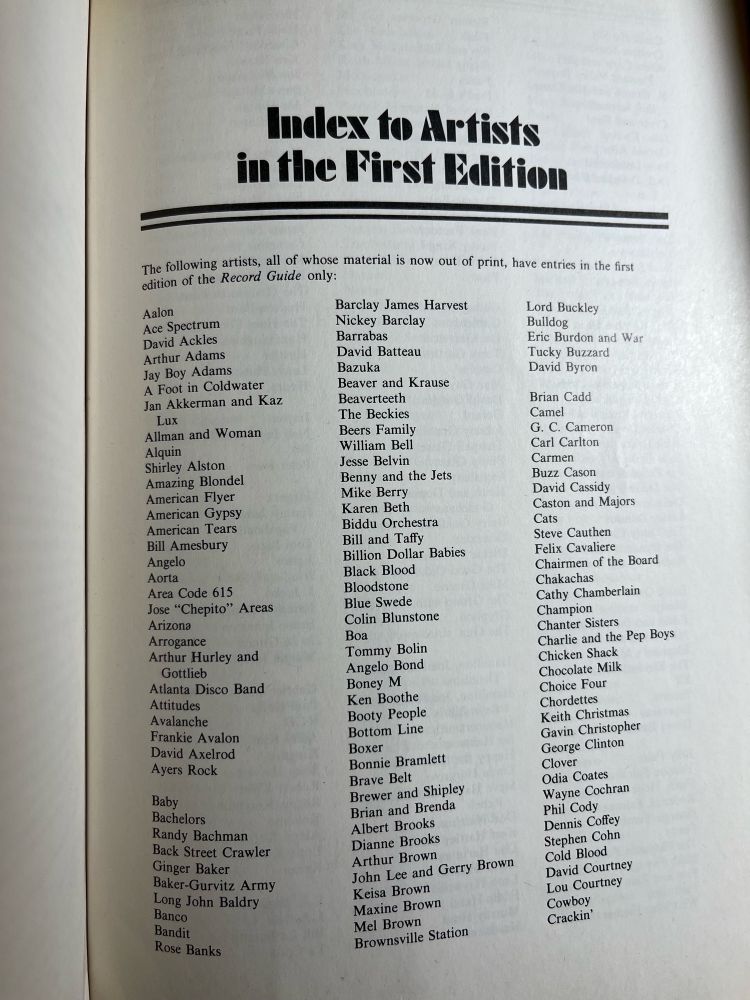 Index to Artists
in the First Edition
The following artists, all of whose material is now out of print, have entries in the first
edition of the Record Guide only:
Aalon
Ace Spectrum
David Ackles
Arthur Adams
Jay Boy Adams
A Foot in Coldwater
Jan Akkerman and Kaz
Lux
Allman and Woman
Alquin
Shirley Alston
Amazing Blondel
American Flyer
American Gypsy
American Tears
Bill Amesbury
Angelo
Aorta
Area Code 615
Jose "Chepito" Areas
Arizona
Arrogance
Arthur Hurley and
Gottlieb
Atlanta Disco Band
Attitudes
Avalanche
Frankie Avalon
David Axelrod
Ayers Rock
Baby
Bachelors
Randy Bachman
Back Street Crawler
Ginger Baker
Baker-Gurvitz Army
Long John Baldry
Banco
Bandit
Rose Banks
Barclay James Harvest
Nickey Barclay
Barrabas
David Batteau
Bazuka
Beaver and Krause
Beaverteeth
The Beckies
Beers Family
William Bell
Jesse Belvin
Benny and the Jets
Mike Berry
Karen Beth
Biddu Orchestra
Bill and Taffy
Billion Dollar Babies
Black Blood
Bloodstone
Blue Swede
Colin Blunstone
Boa
Tommy Bolin
Angelo Bond
Boney M
Ken Boothe
Booty People
Bottom Line
Boxer
Bonnie Bramlett
Brave Belt
Brewer and Shipley
Brian and Brenda
Albert Brooks
Dianne Brooks
Arthur Brown
John Lee and Gerry Brown
Keisa Brown
Maxine Brown
Mel Brown
Brownsville Station
Lord Buckley
Bulldog
Eric Burdon and War
Tucky Buzzard
David Byron
Brian Cadd
Camel
G. C. Cameron
Carl Carlton
Carmen
Buzz Cason
David Cassidy
Caston and Majors
Cats
Steve Cauthen
Felix Cavaliere
Chairmen of the Board
Chakachas
Cathy Chamberlain
Champion
Chanter Sisters
Charlie and the Pep Boys
Chicken Shack
Chocolate Milk
Choice Four
Chordettes
Keith Christmas
Gavin Christopher
George Clinton
Clover
Odia Coates
Wayne Cochran
Phil Cody
Dennis Coffey
Stephen Cohn
Cold Blood
David Courtney
Lou Courtney
Cowboy
Crackin'